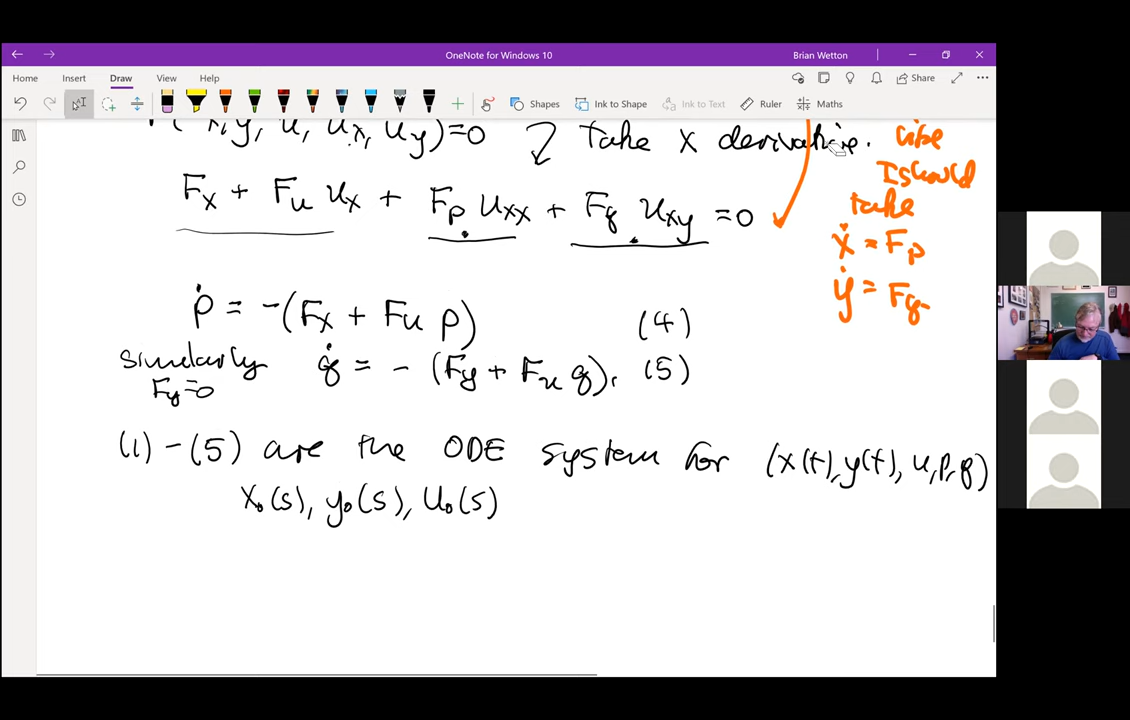 OneNote for Windows 10
Brian Wetton
Home Insert Draw View Help
Share
Shapes
Ink to Shape
Ink to Text
Ruler
Maths
x, y, u, ux, uy)=0 take x derivative.
like
I should
take
ẋ = Fp
ẏ = Fq
Fx + Fu ux + Fp uxx + Fq uxy = 0
ṗ = -(Fx + Fu p) (4)
Similarly q̇ = - (Fy + Fu q). (5)
Fy=0
(1) - (5) are the ODE system for (x(t), y(t), u, p, q)
x0(s), y0(s), u0(s)